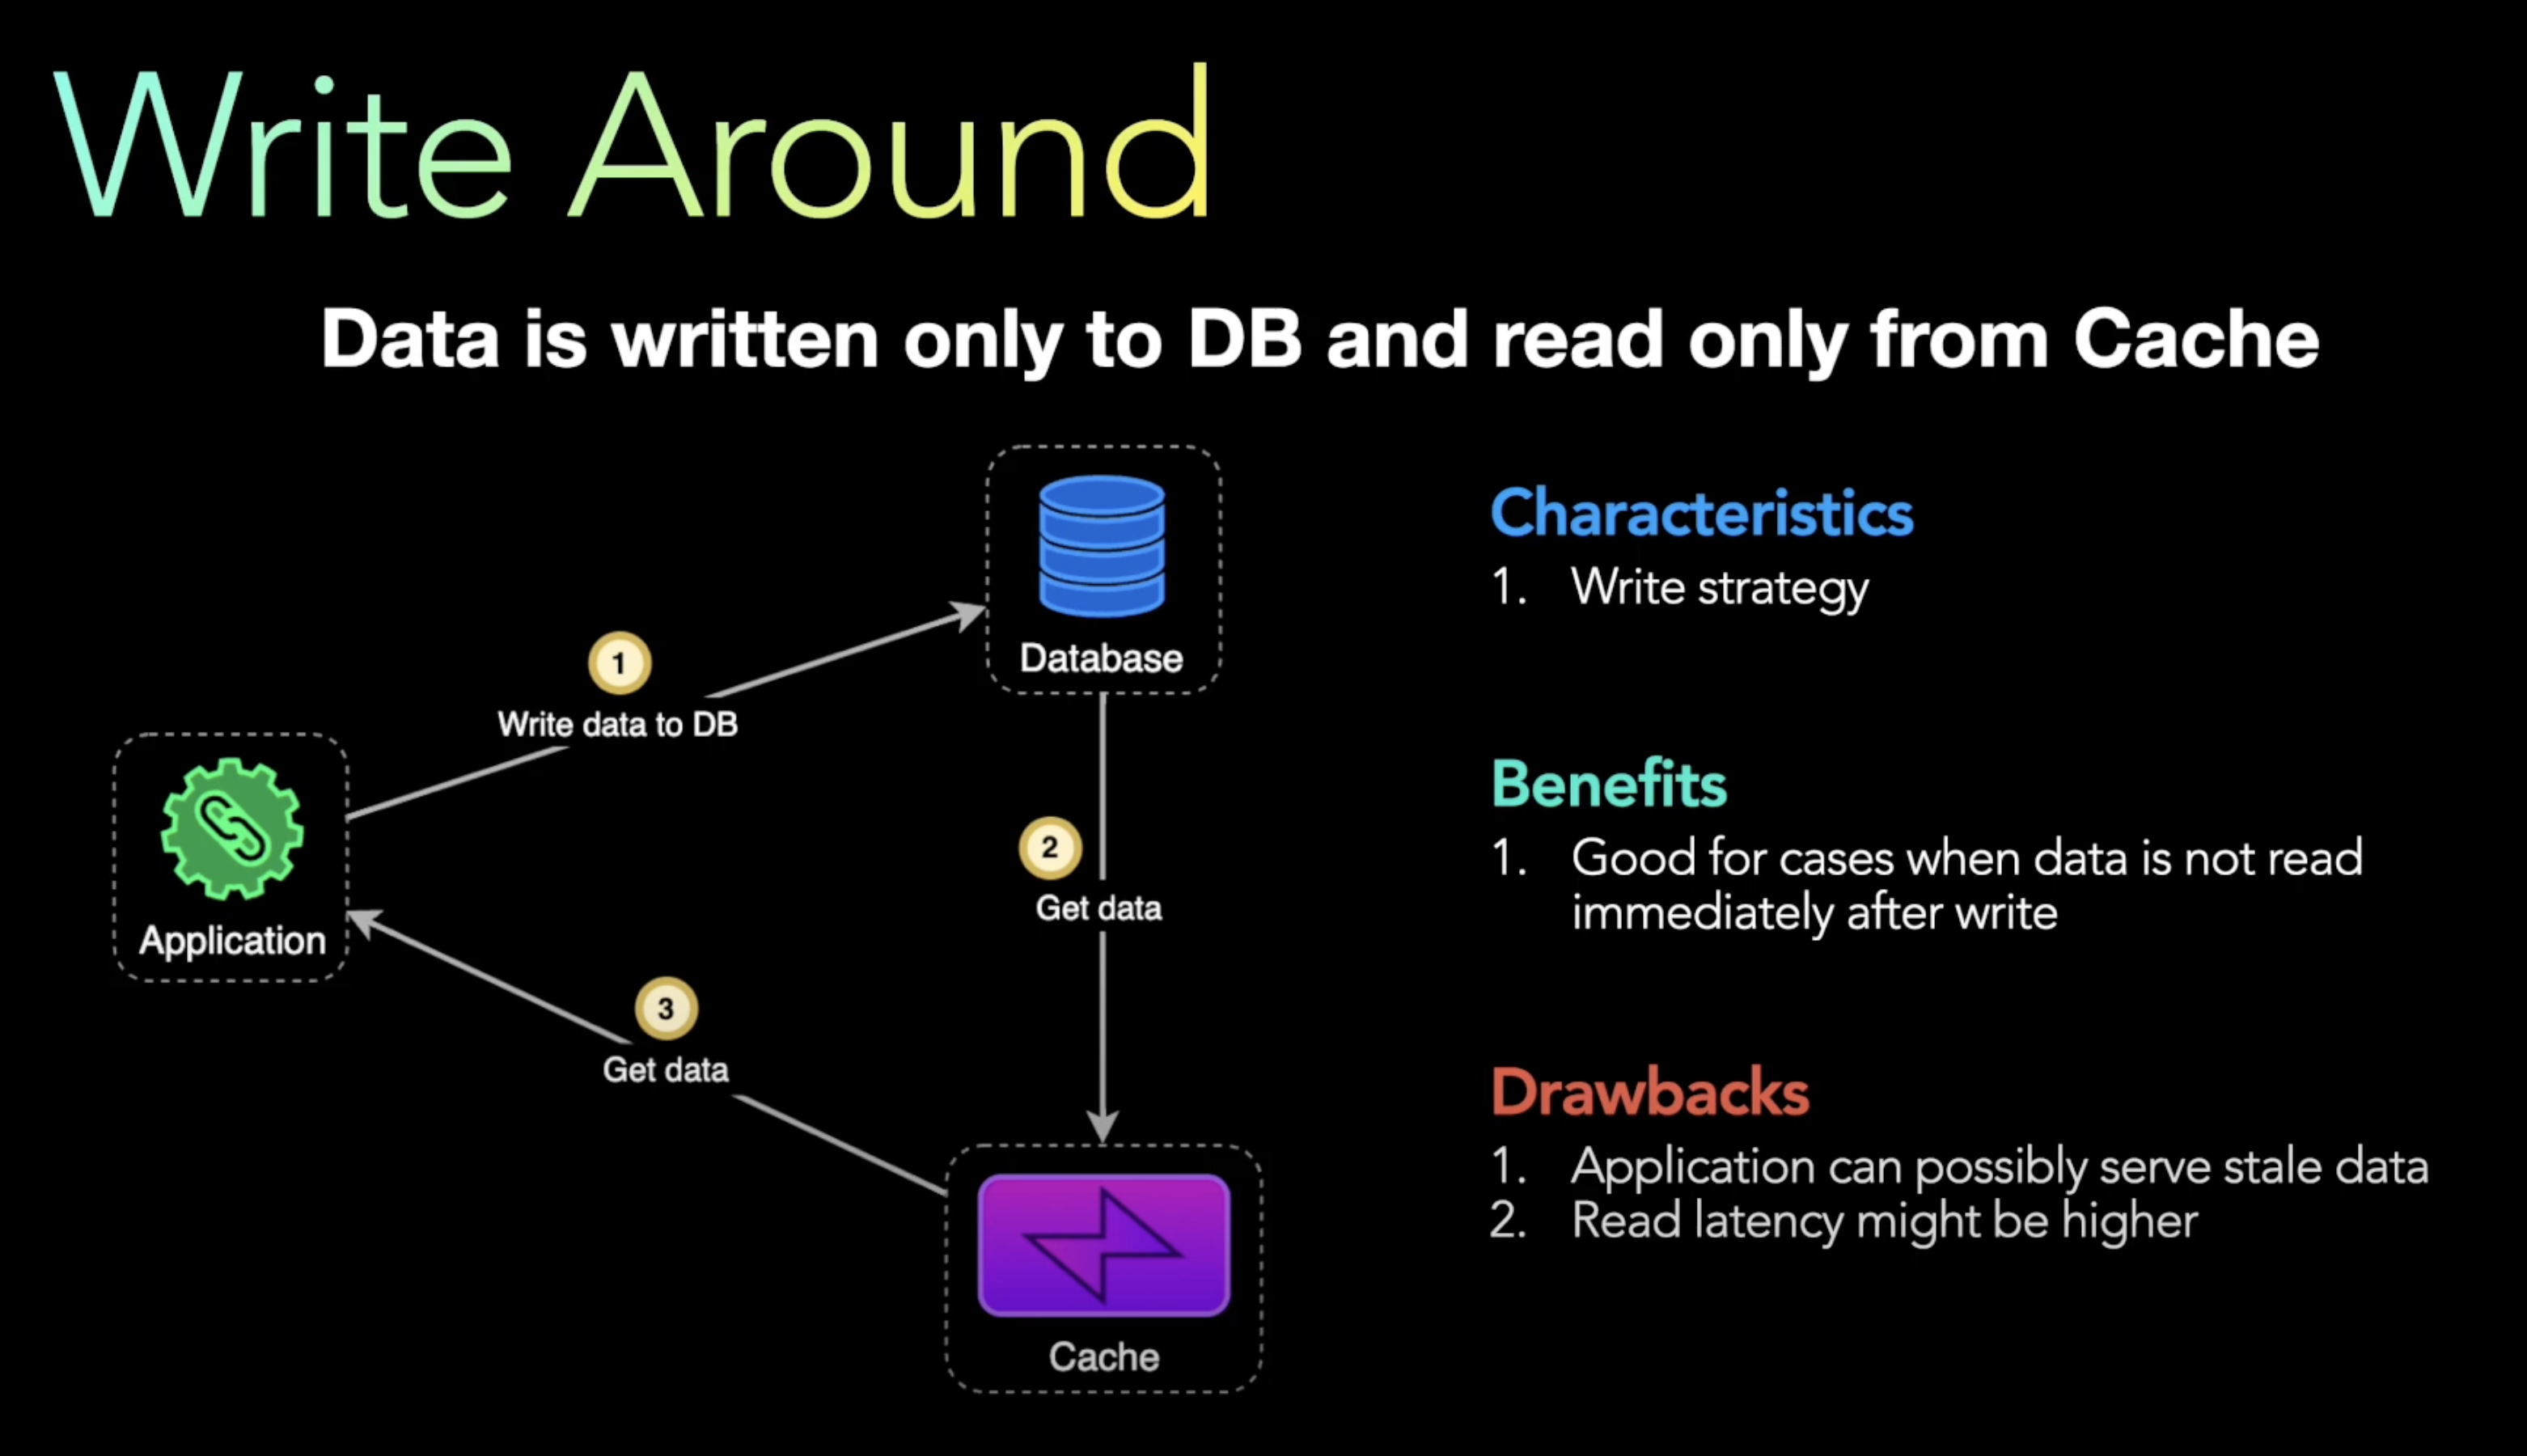 Write Around
Data is written only to DB and read only from Cache
Database
1
Write data to DB
Application
2
Get data
3
Get data
Cache
Characteristics
1. Write strategy
Benefits
1. Good for cases when data is not read
immediately after write
Drawbacks
1. Application can possibly serve stale data
2. Read latency might be higher